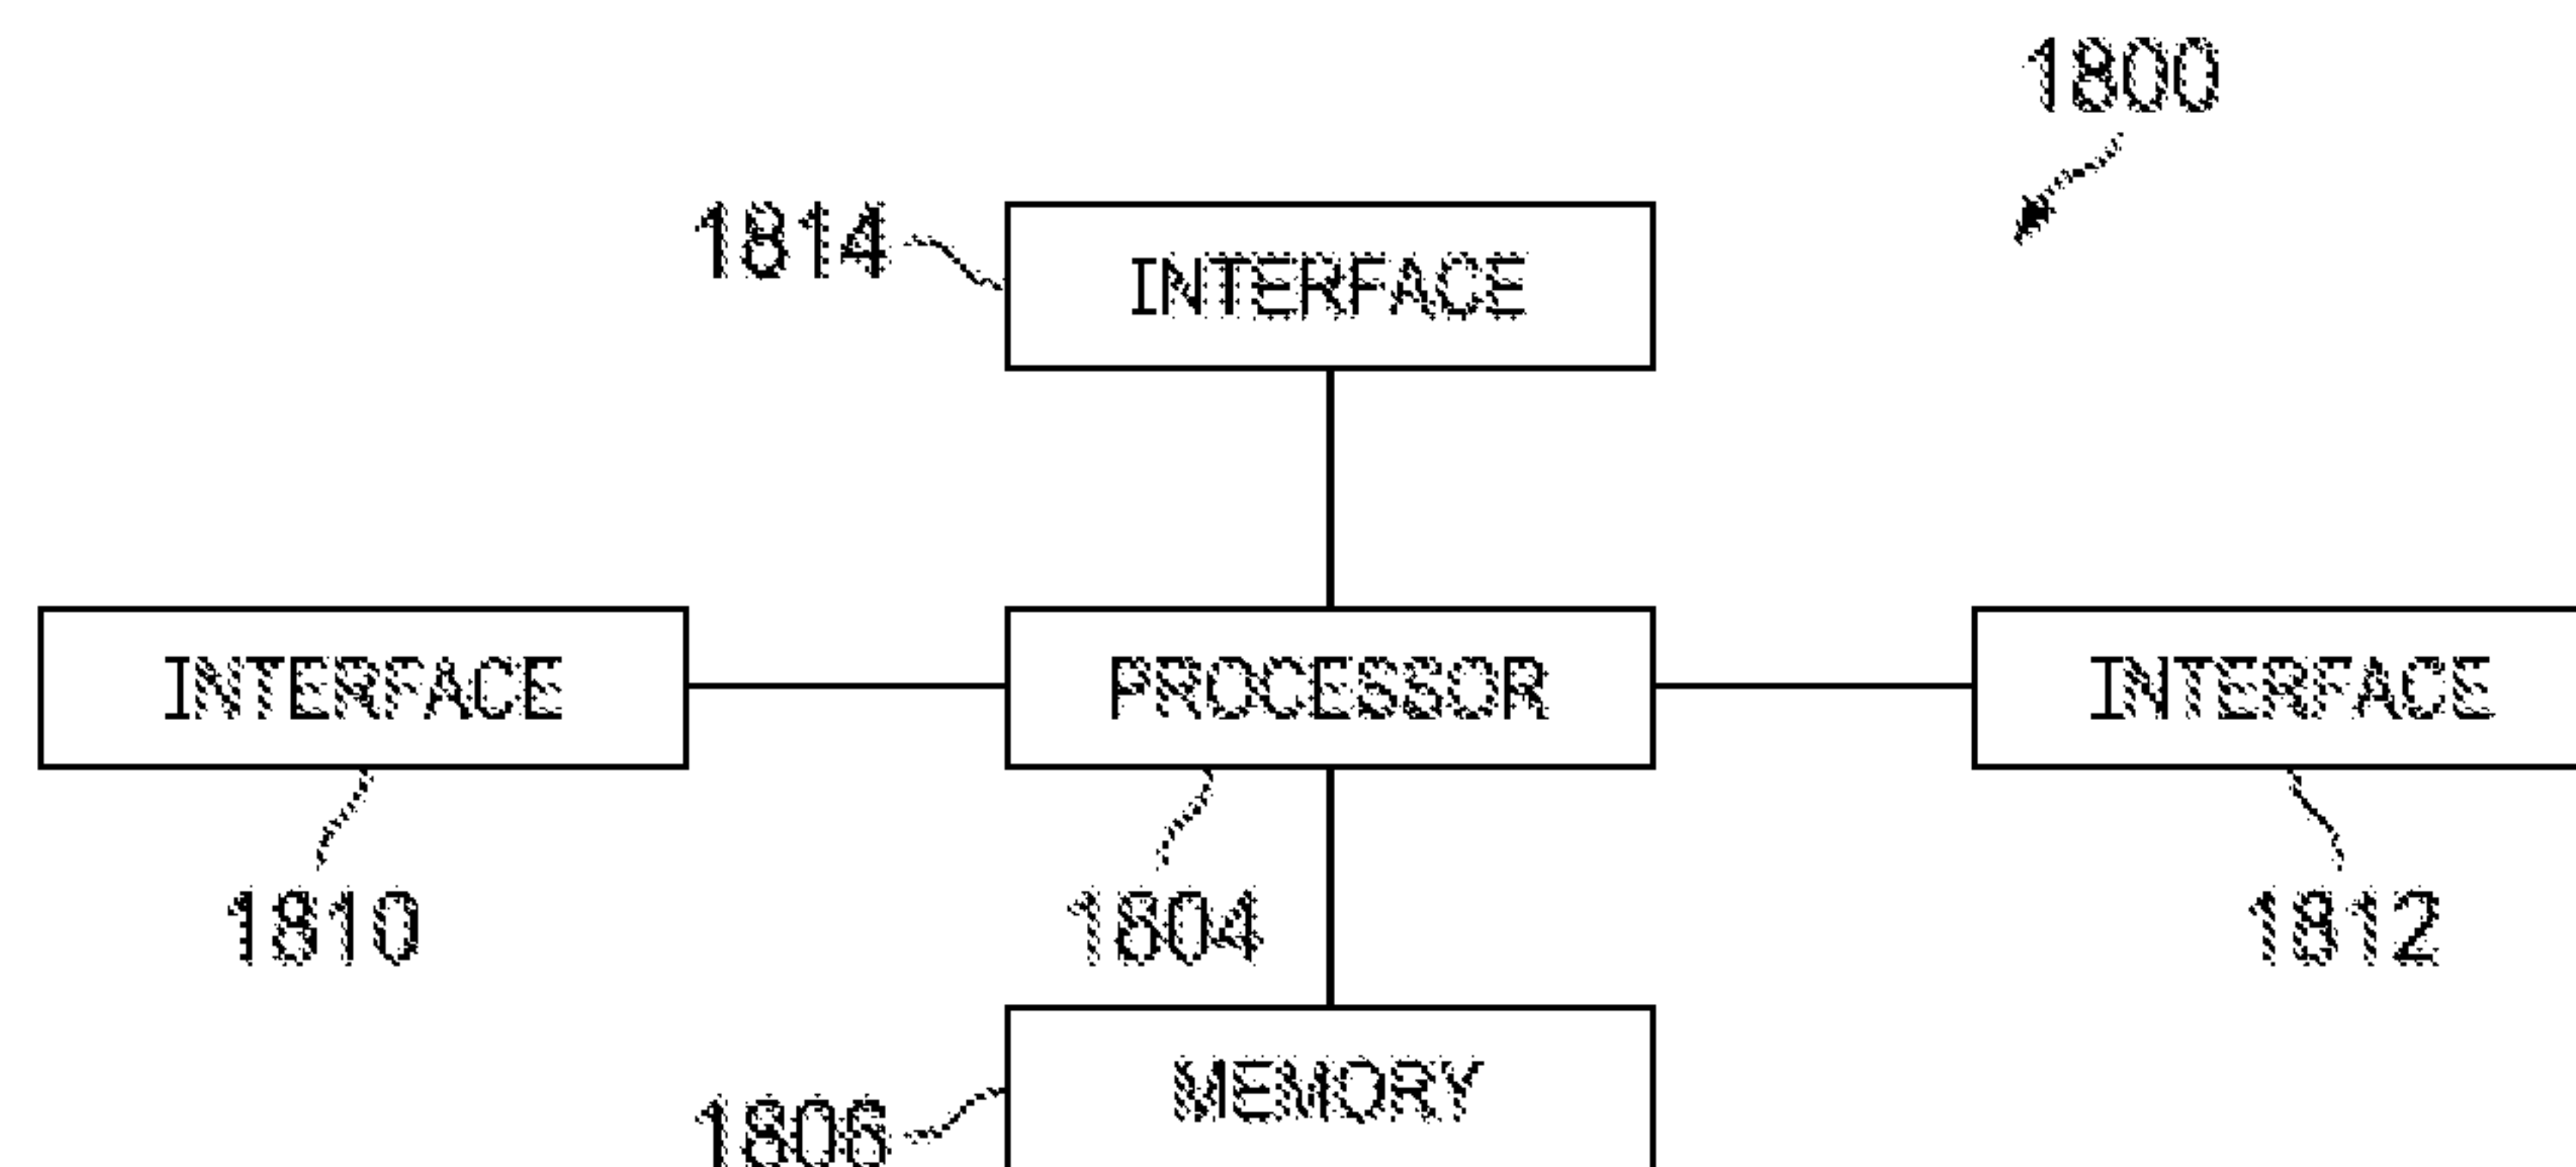 1800
1814
INTERFACE
INTERFACE
PROCESSOR
INTERFACE
1810
1804
1812
MEMORY
1806